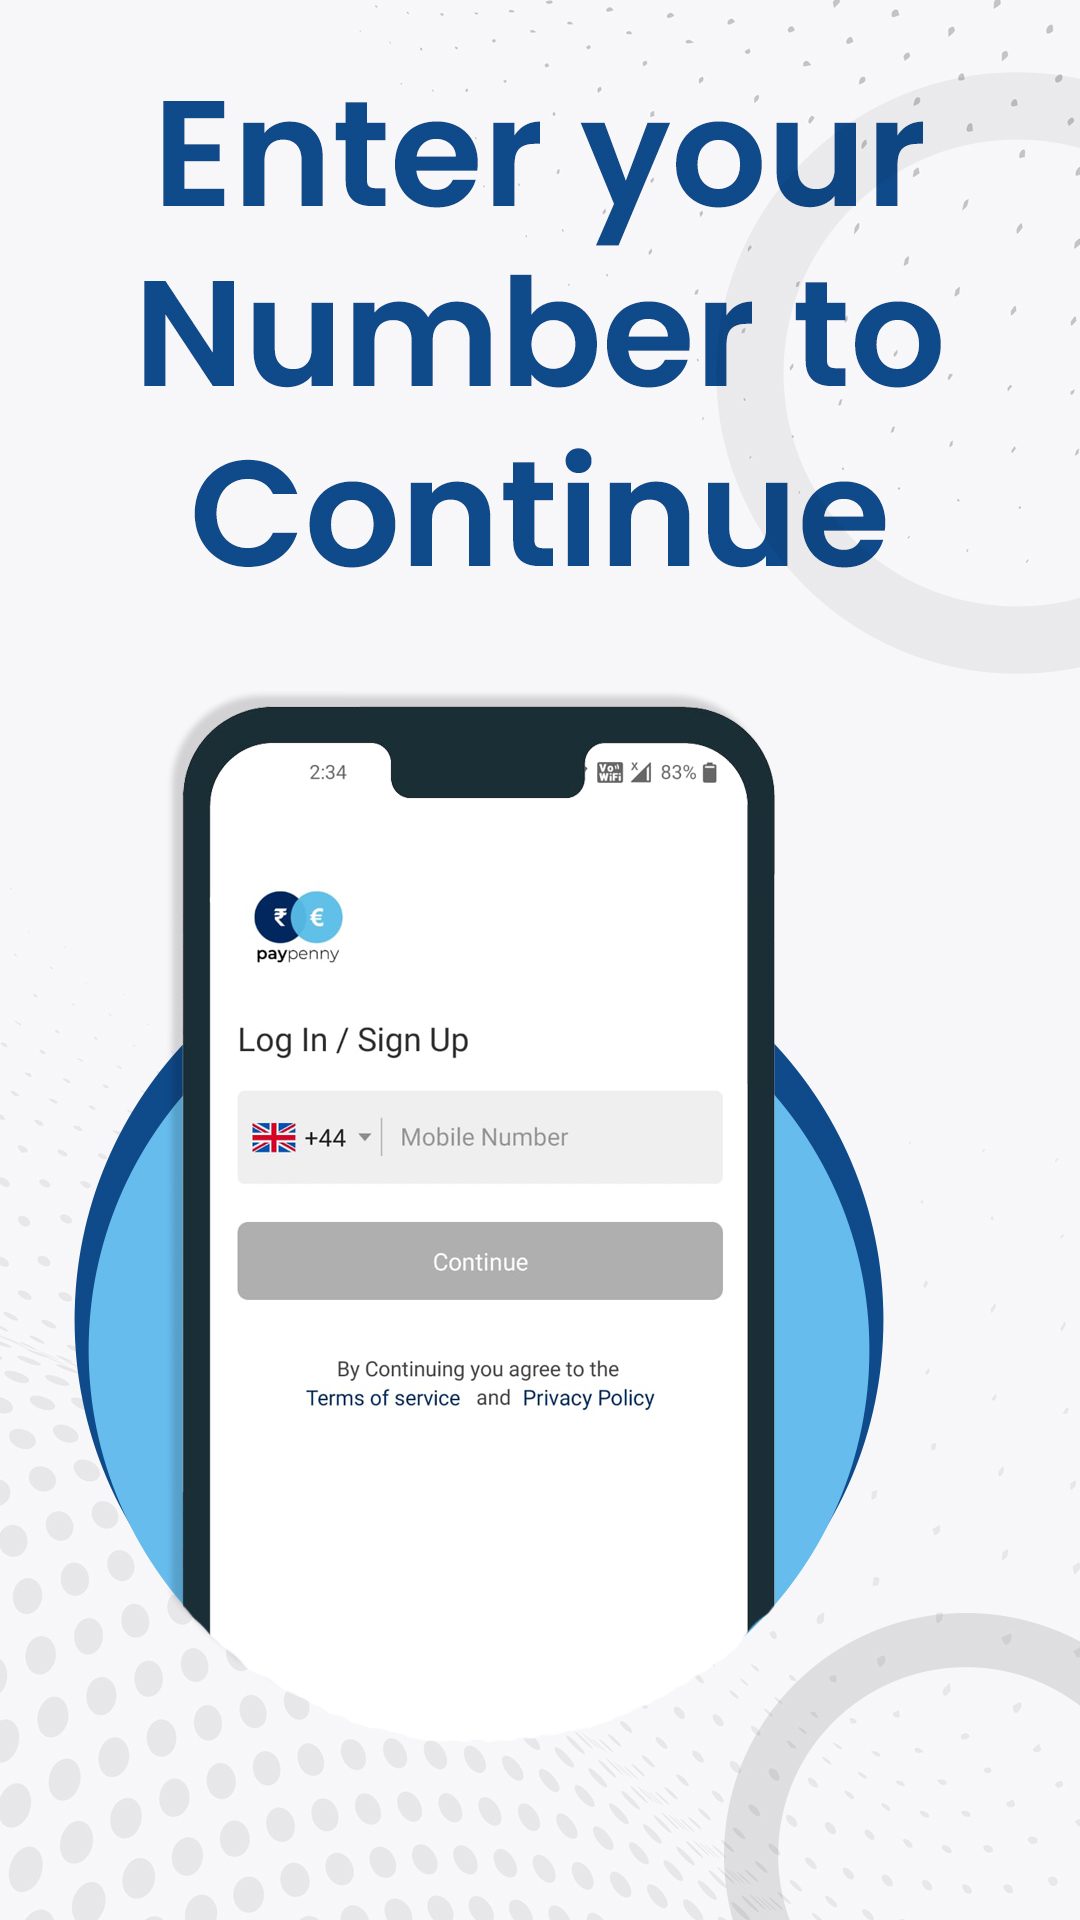 Enter your
Number to
Continue
2:34
Vo WiFi
x
83%
₹ €
paypenny
Log In / Sign Up
+44
Mobile Number
Continue
By Continuing you agree to the
Terms of service and Privacy Policy